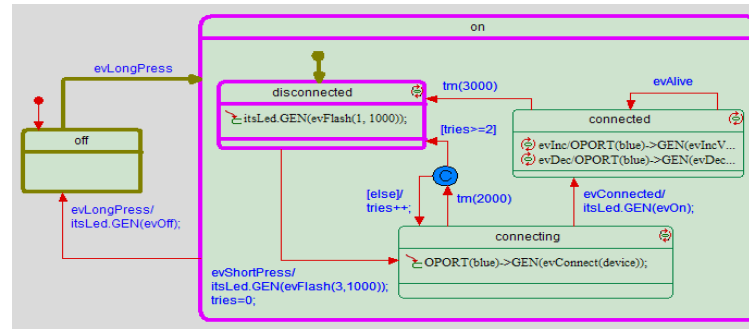 on
evLongPress
disconnected
itsLed.GEN(evFlash(1, 1000));
tm(3000)
evAlive
connected
evInc/OPORT(blue)->GEN(evIncV...
evDec/OPORT(blue)->GEN(evDec...
off
[tries>=2]
C
[else]/
tries++;
tm(2000)
evConnected/
itsLed.GEN(evOn);
evLongPress/
itsLed.GEN(evOff);
connecting
OPORT(blue)->GEN(evConnect(device));
evShortPress/
itsLed.GEN(evFlash(3,1000));
tries=0;